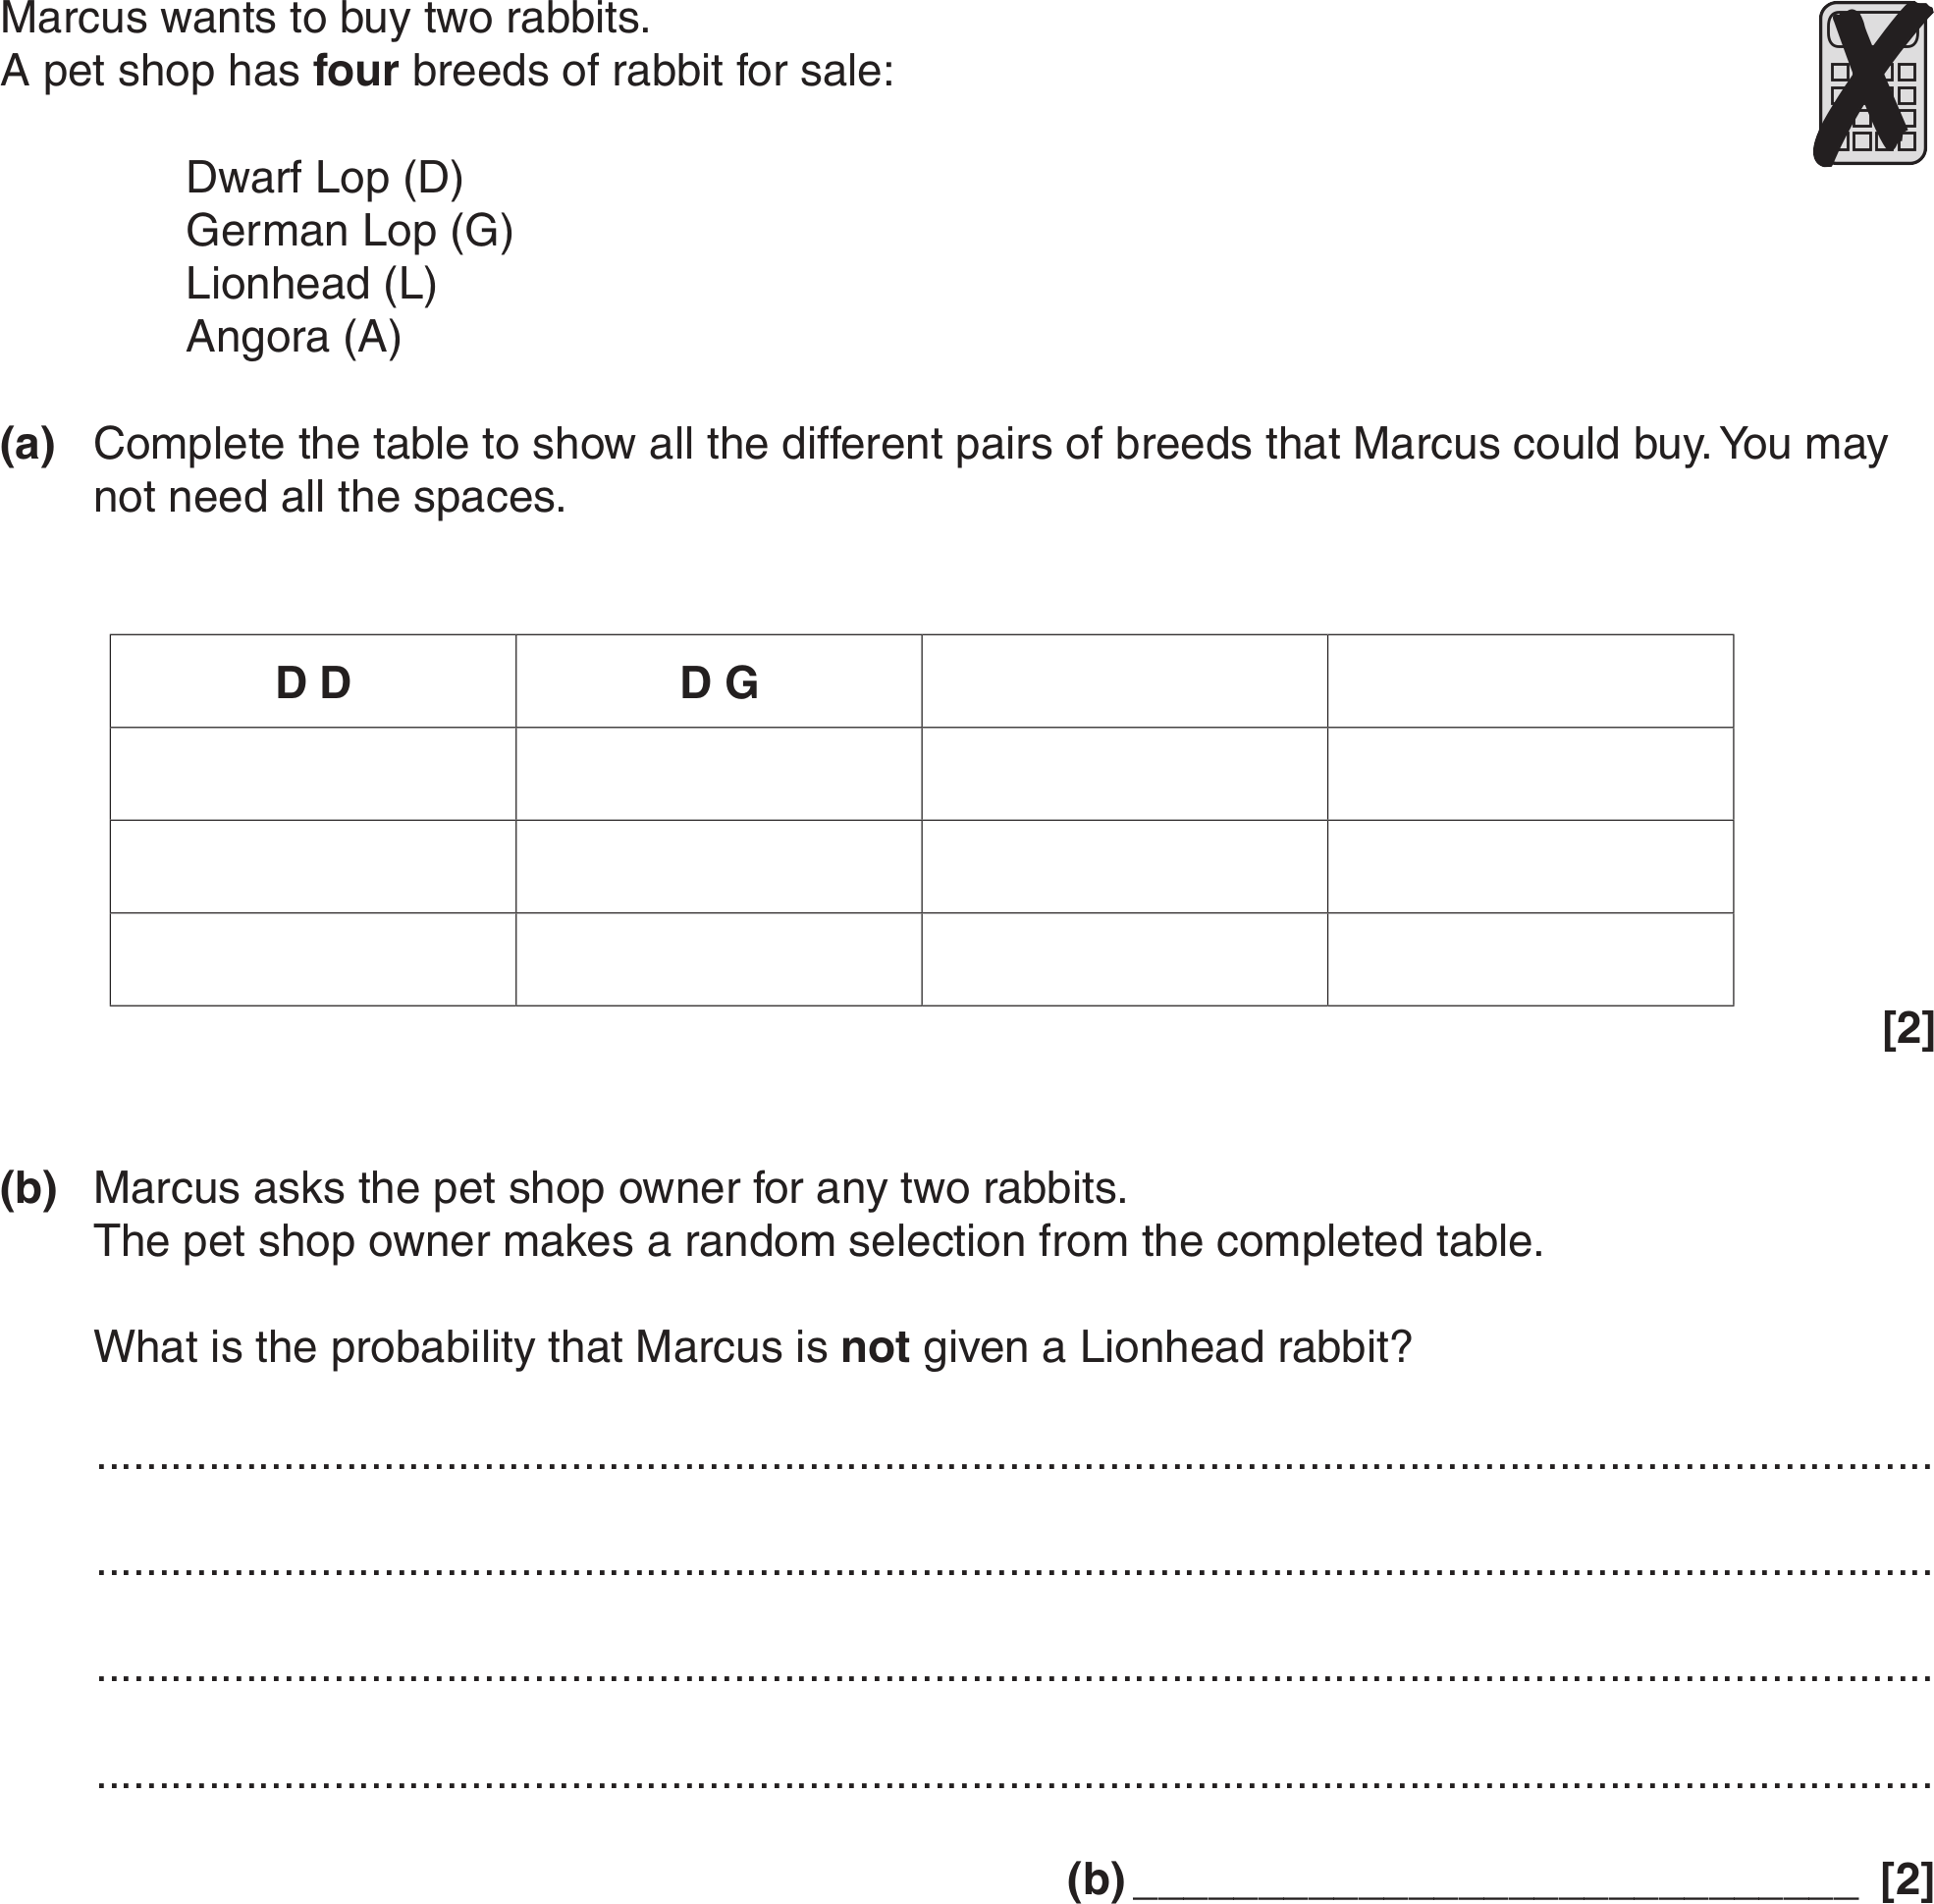 Marcus wants to buy two rabbits.
A pet shop has four breeds of rabbit for sale:
Dwarf Lop (D)
German Lop (G)
Lionhead (L)
Angora (A)
(a) Complete the table to show all the different pairs of breeds that Marcus could buy. You may
not need all the spaces.
D D D G
[2]
(b) Marcus asks the pet shop owner for any two rabbits.
The pet shop owner makes a random selection from the completed table.
What is the probability that Marcus is not given a Lionhead rabbit?
(b) ______________________________ [2]